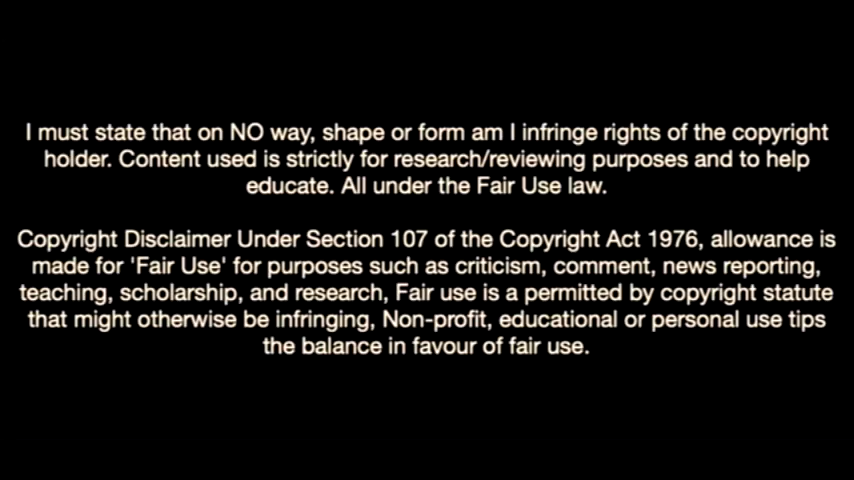 I must state that on NO way, shape or form am I infringe rights of the copyright
holder. Content used is strictly for research/reviewing purposes and to help
educate. All under the Fair Use law.
Copyright Disclaimer Under Section 107 of the Copyright Act 1976, allowance is
made for 'Fair Use' for purposes such as criticism, comment, news reporting,
teaching, scholarship, and research, Fair use is a permitted by copyright statute
that might otherwise be infringing, Non-profit, educational or personal use tips
the balance in favour of fair use.